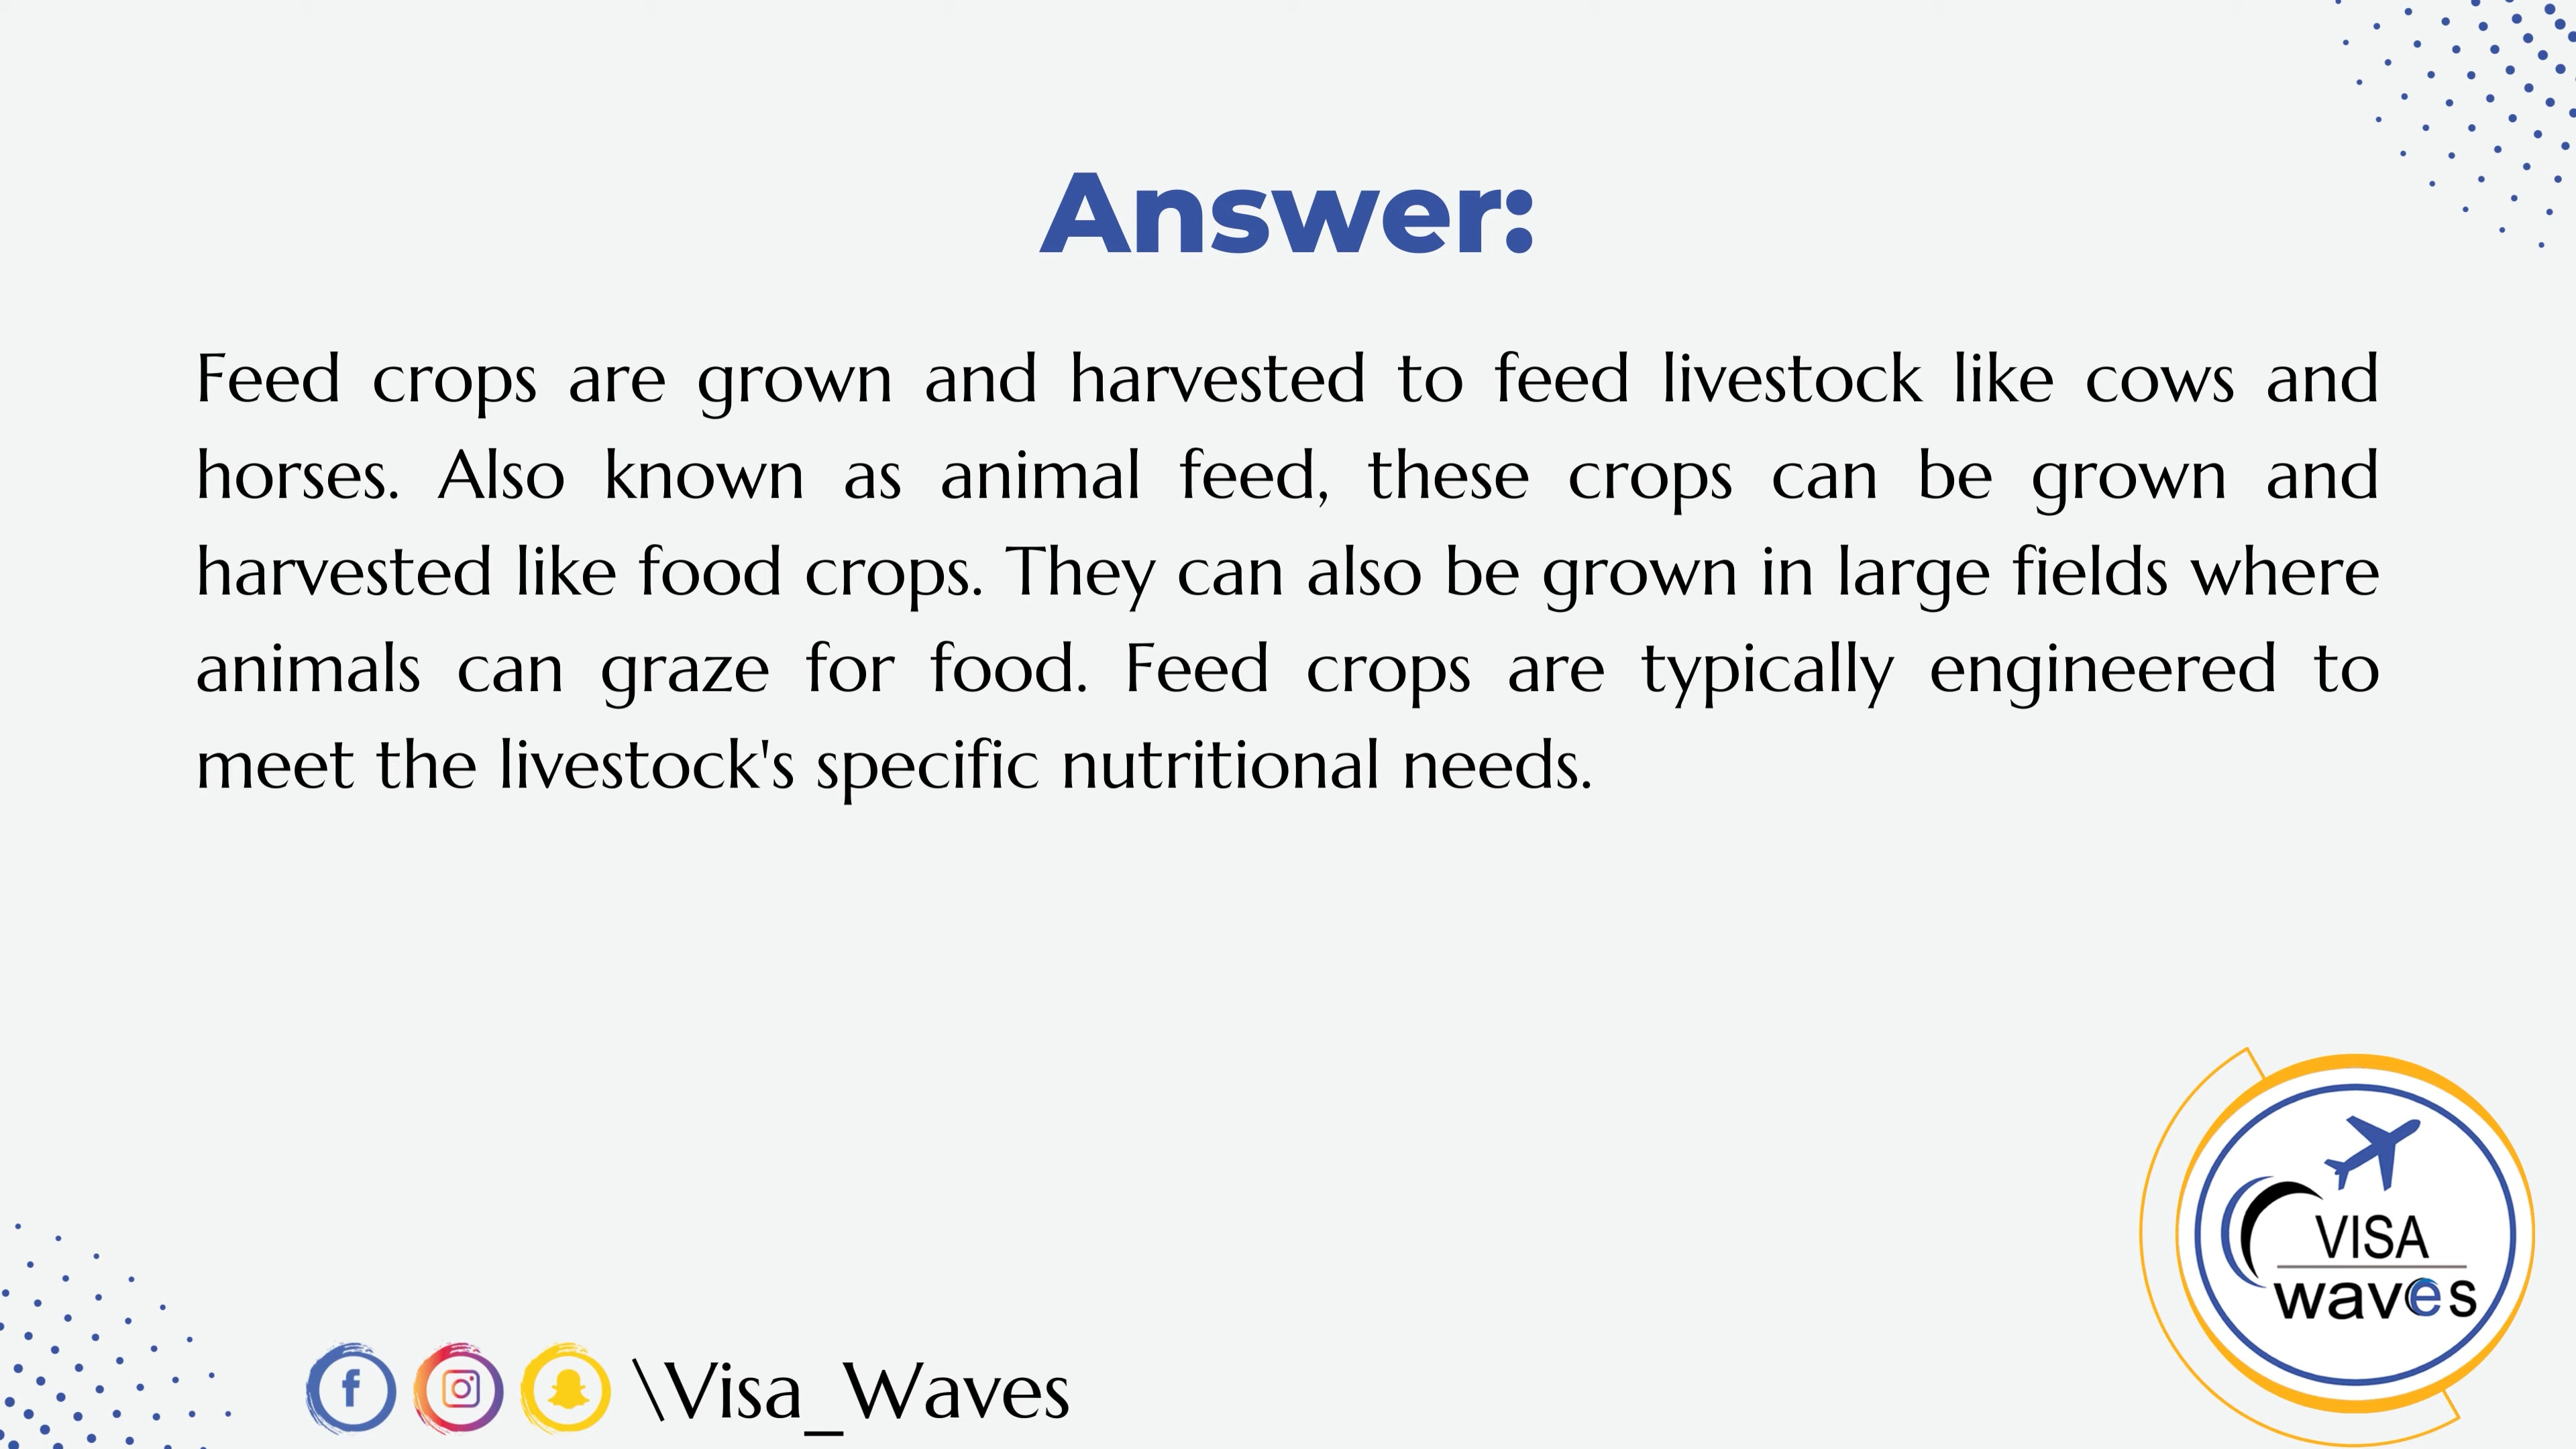 Answer:
Feed crops are grown and harvested to feed livestock like cows and
horses. Also known as animal feed, these crops can be grown and
harvested like food crops. They can also be grown in large fields where
animals can graze for food. Feed crops are typically engineered to
meet the livestock's specific nutritional needs.
VISA
waves
\Visa_Waves